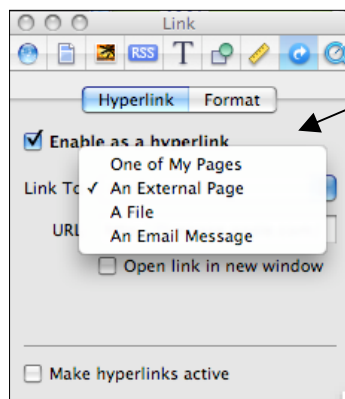 Link
RSS T
Hyperlink Format
Enable as a hyperlink
One of My Pages
Link To ✓ An External Page
A File
URL
An Email Message
Open link in new window
Make hyperlinks active